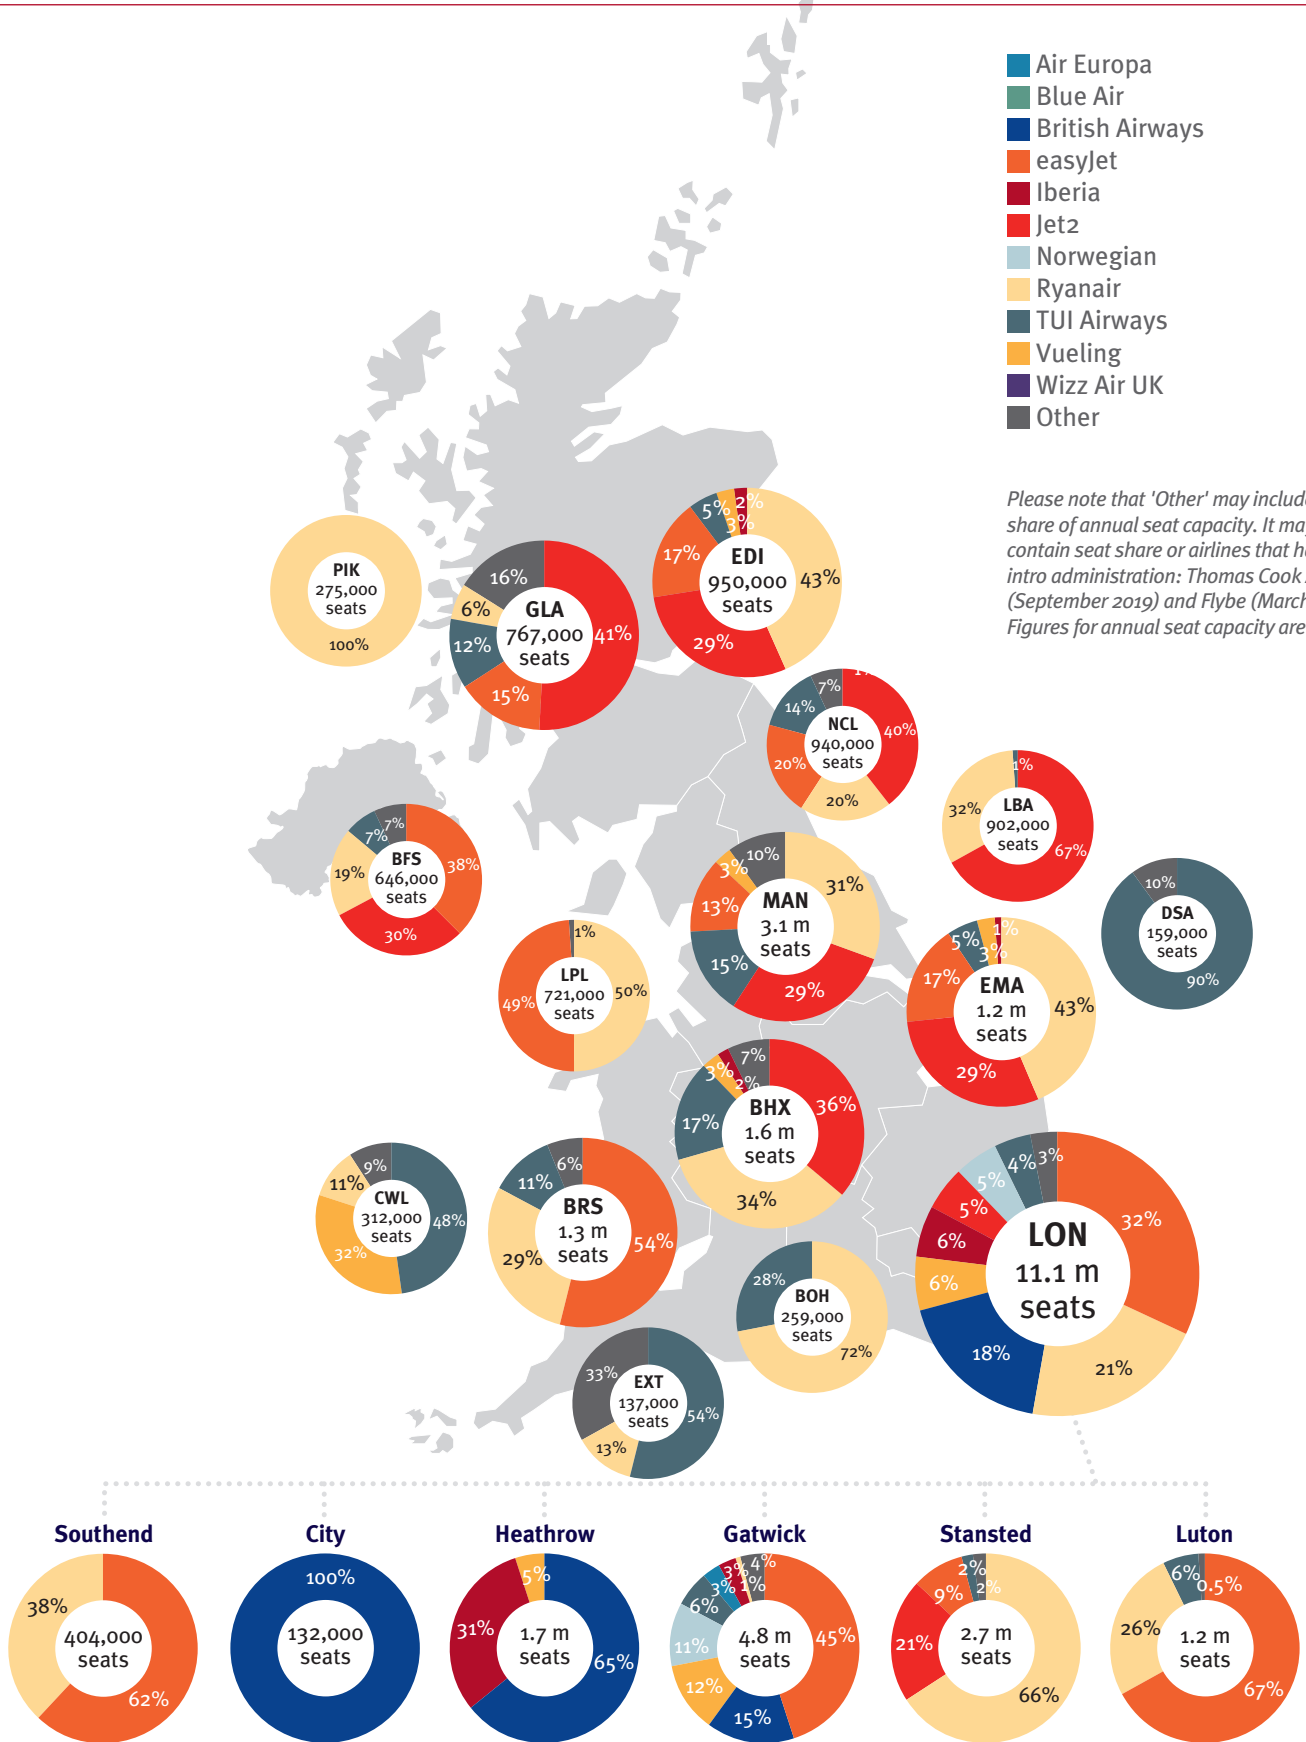 Air Europa
Blue Air
British Airways
easyJet
Iberia
Jet2
Norwegian
Ryanair
TUI Airways
Vueling
Wizz Air UK
Other
Please note that 'Other' may include
share of annual seat capacity. It may
contain seat share or airlines that h
intro administration: Thomas Cook
(September 2019) and Flybe (March
Figures for annual seat capacity are
PIK
275,000
seats
100%
GLA
767,000
seats
41%
15%
12%
6%
16%
EDI
950,000
seats
43%
29%
17%
5%
3%
2%
NCL
940,000
seats
40%
20%
20%
14%
7%
LBA
902,000
seats
67%
32%
1%
BFS
646,000
seats
38%
30%
19%
7%
7%
MAN
3.1 m
seats
31%
29%
15%
13%
3%
10%
DSA
159,000
seats
90%
10%
LPL
721,000
seats
50%
49%
1%
EMA
1.2 m
seats
43%
29%
17%
5%
3%
1%
BHX
1.6 m
seats
36%
34%
17%
3%
2%
7%
CWL
312,000
seats
48%
32%
11%
9%
BRS
1.3 m
seats
54%
29%
11%
6%
LON
11.1 m
seats
32%
21%
18%
6%
6%
5%
5%
4%
3%
BOH
259,000
seats
72%
28%
EXT
137,000
seats
54%
13%
33%
Southend
404,000
seats
62%
38%
City
132,000
seats
100%
Heathrow
1.7 m
seats
65%
31%
5%
Gatwick
4.8 m
seats
45%
15%
12%
11%
6%
3%
3%
1%
4%
Stansted
2.7 m
seats
66%
21%
9%
2%
2%
Luton
1.2 m
seats
67%
26%
6%
0.5%